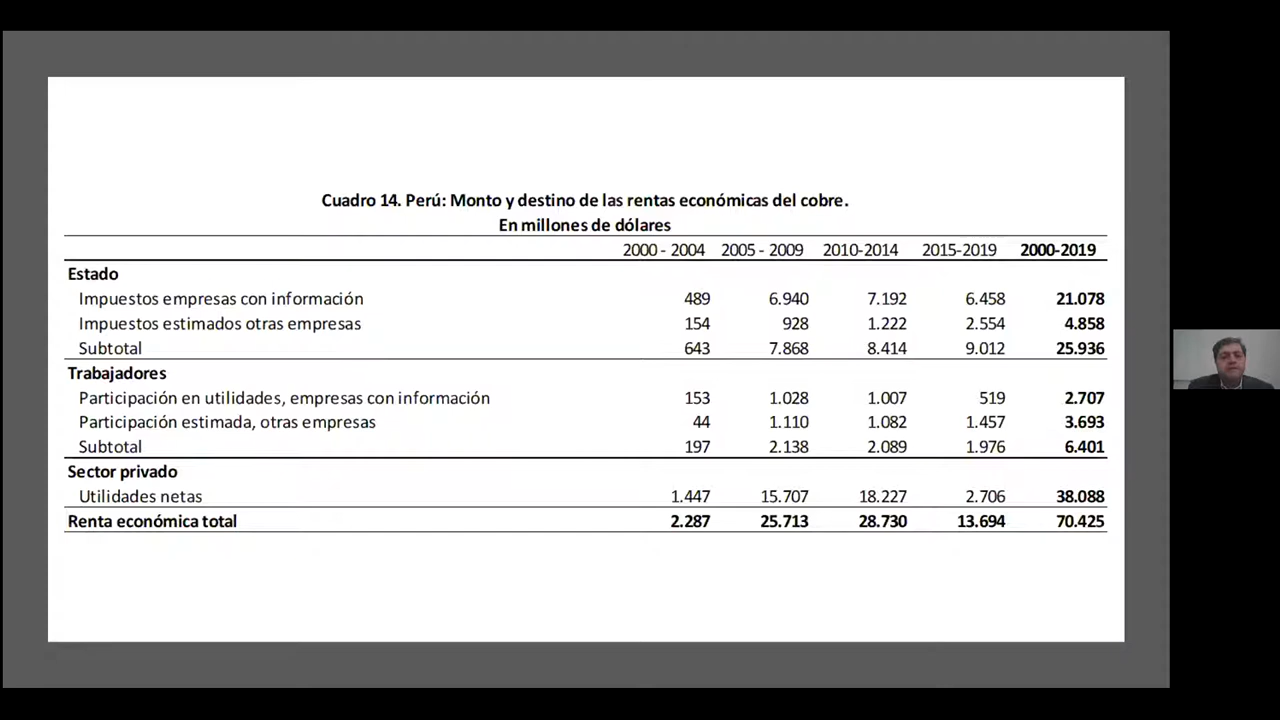 Cuadro 14. Perú: Monto y destino de las rentas económicas del cobre.
En millones de dólares
2000 - 2004 2005 - 2009 2010-2014 2015-2019 2000-2019
Estado
Impuestos empresas con información 489 6.940 7.192 6.458 21.078
Impuestos estimados otras empresas 154 928 1.222 2.554 4.858
Subtotal 643 7.868 8.414 9.012 25.936
Trabajadores
Participación en utilidades, empresas con información 153 1.028 1.007 519 2.707
Participación estimada, otras empresas 44 1.110 1.082 1.457 3.693
Subtotal 197 2.138 2.089 1.976 6.401
Sector privado
Utilidades netas 1.447 15.707 18.227 2.706 38.088
Renta económica total 2.287 25.713 28.730 13.694 70.425